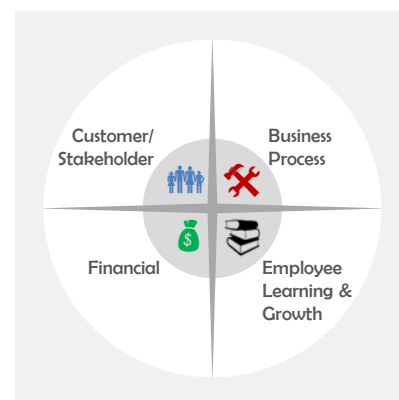 Customer/
Stakeholder
Business
Process
$
Financial
Employee
Learning &
Growth